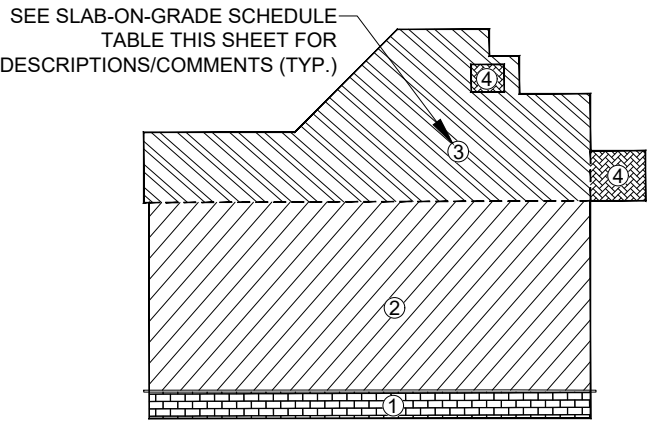 SEE SLAB-ON-GRADE SCHEDULE
TABLE THIS SHEET FOR
DESCRIPTIONS/COMMENTS (TYP.)
4
3
4
2
1